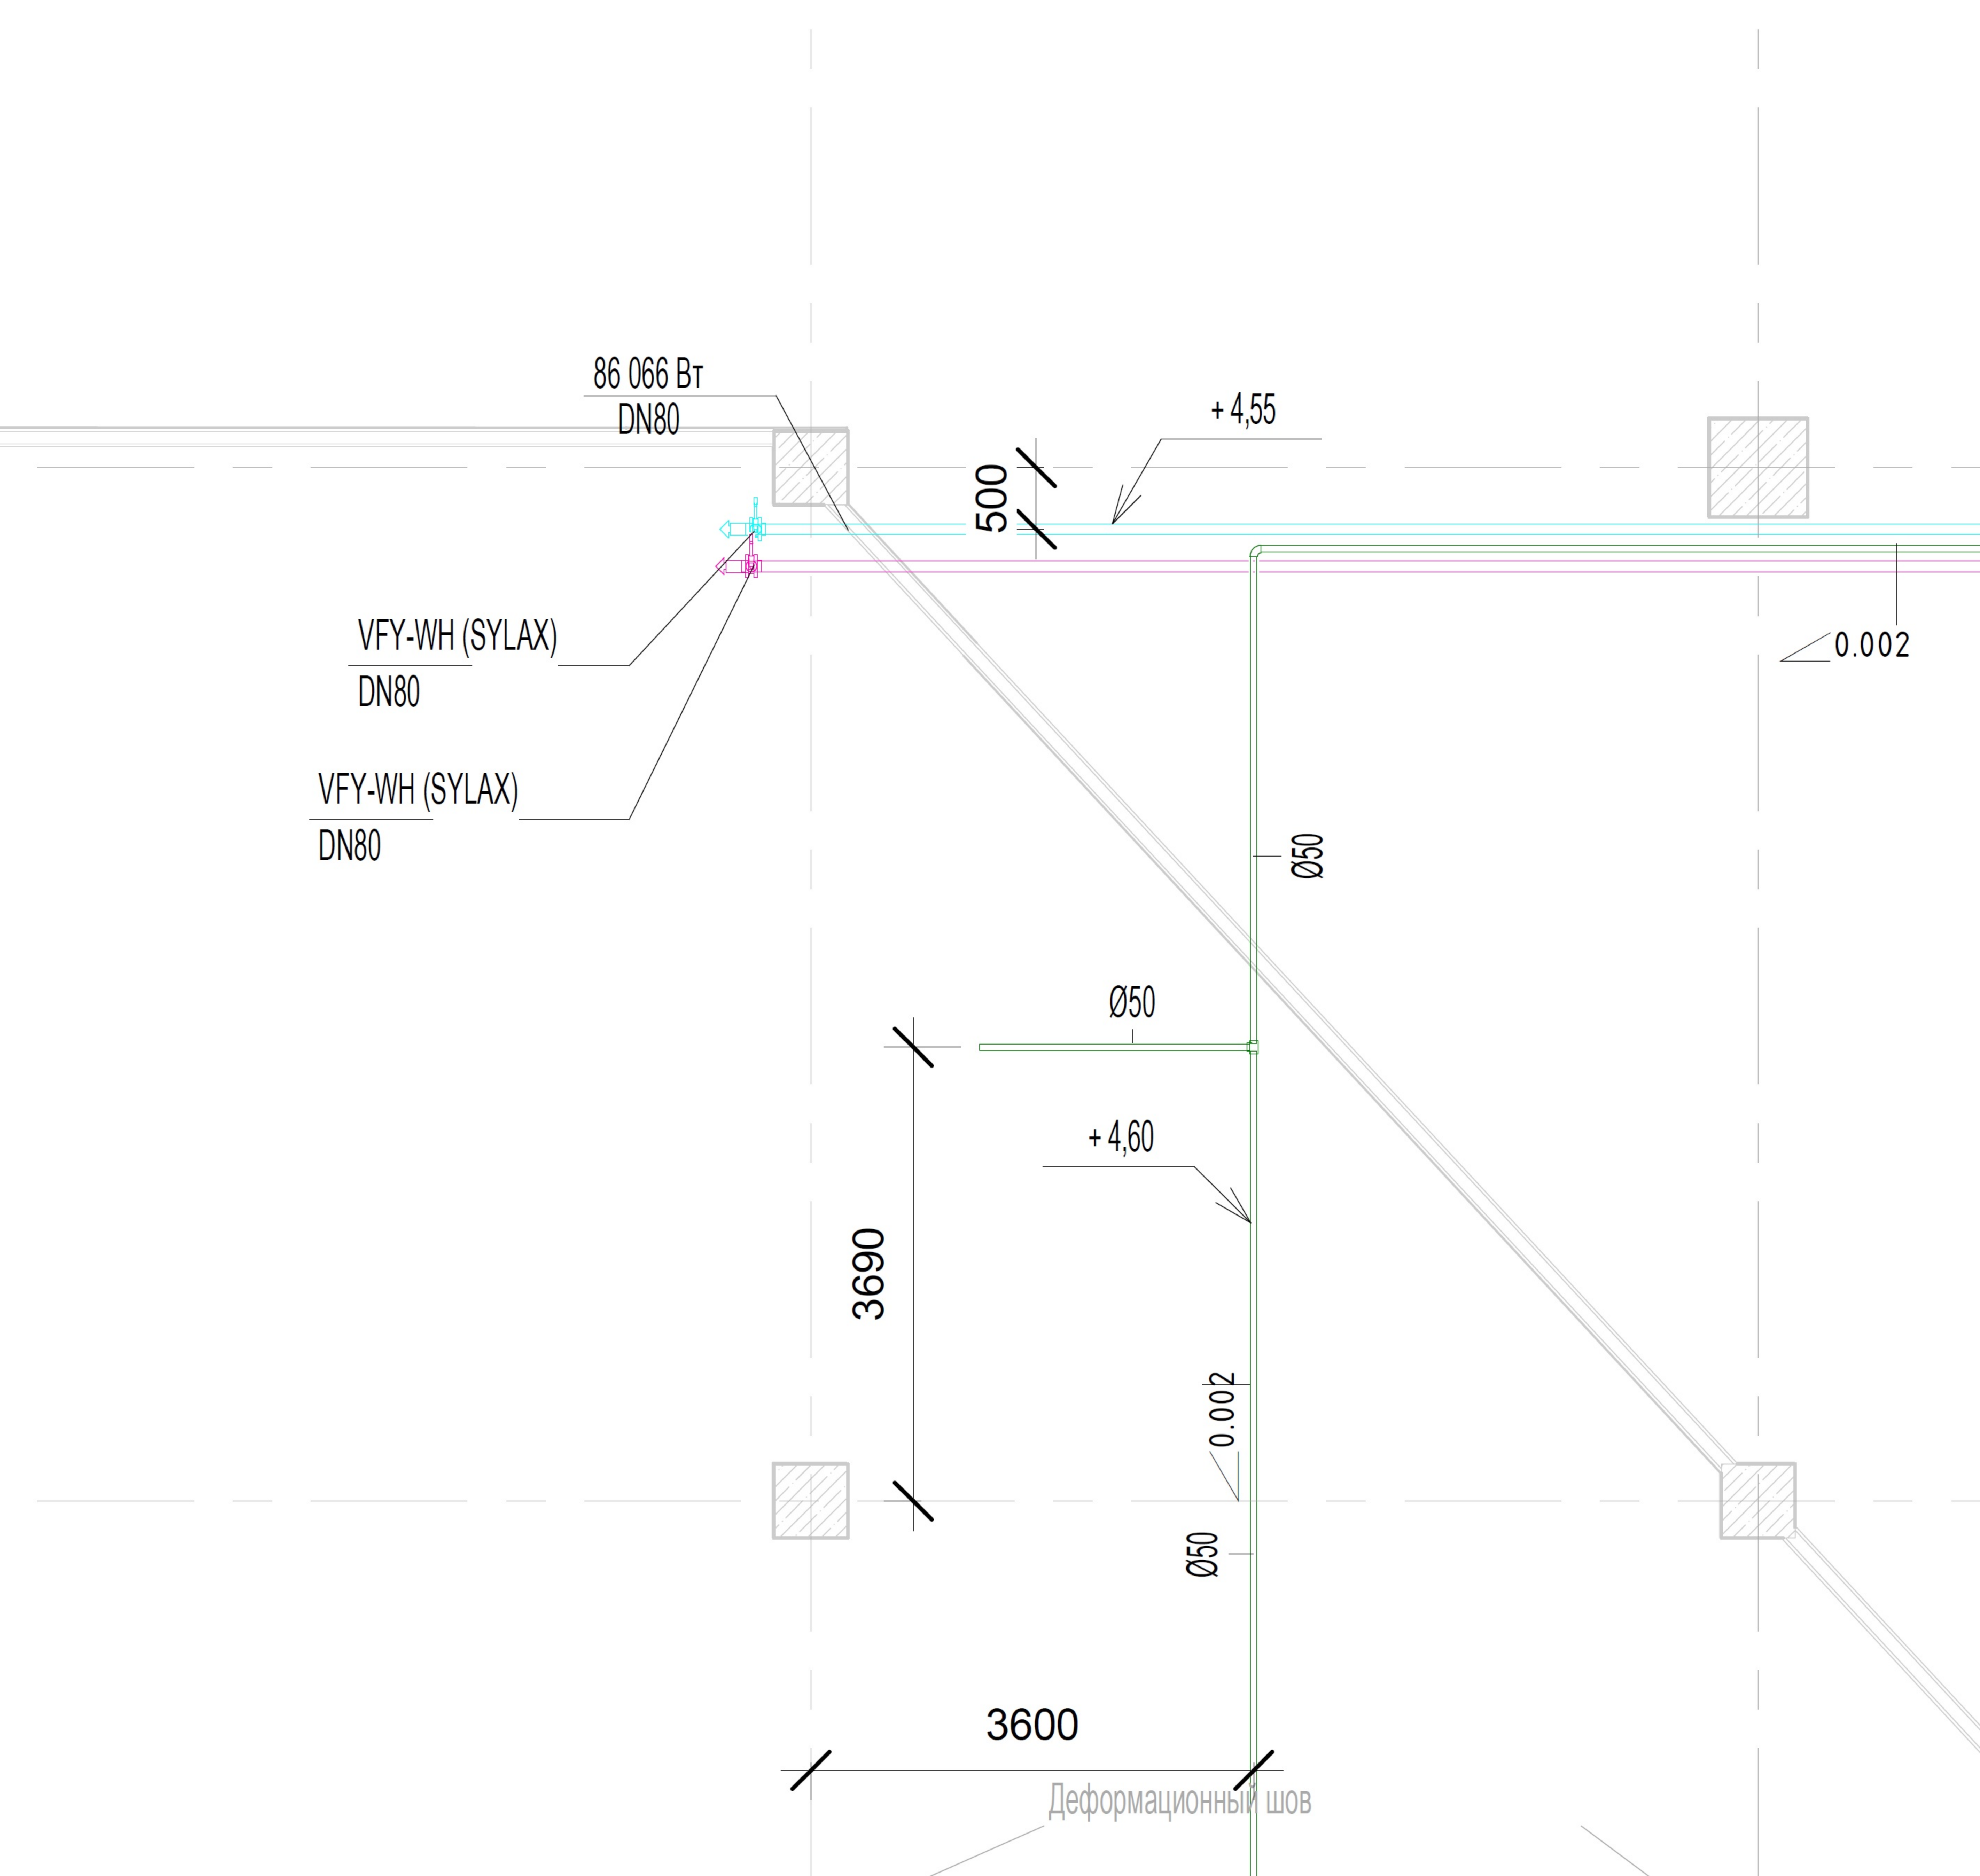 86 066 Вт
DN80
+ 4,55
500
VFY-WH (SYLAX)
DN80
0.002
VFY-WH (SYLAX)
DN80
Ø50
Ø50
+ 4,60
3690
0.002
Ø50
3600
Деформационный шов